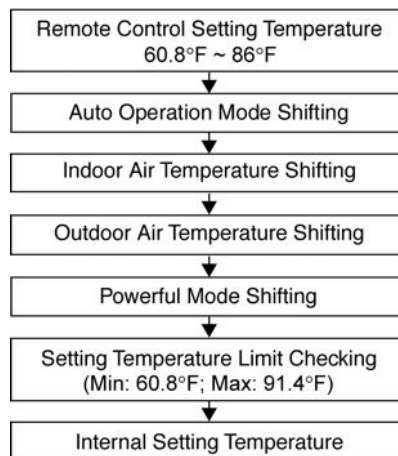 Remote Control Setting Temperature
60.8°F ~ 86°F
Auto Operation Mode Shifting
Indoor Air Temperature Shifting
Outdoor Air Temperature Shifting
Powerful Mode Shifting
Setting Temperature Limit Checking
(Min: 60.8°F; Max: 91.4°F)
Internal Setting Temperature